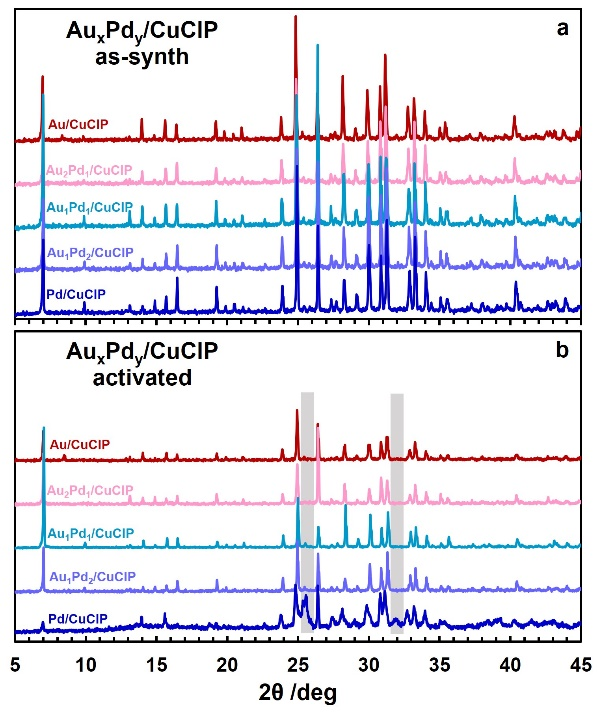 AuxPdy/CuClP
as-synth
a
Au/CuClP
Au2Pd1/CuClP
Au1Pd1/CuClP
Au1Pd2/CuClP
Pd/CuClP
AuxPdy/CuClP
activated
b
Au/CuClP
Au2Pd1/CuClP
Au1Pd1/CuClP
Au1Pd2/CuClP
Pd/CuClP
5 10 15 20 25 30 35 40 45
2θ /deg